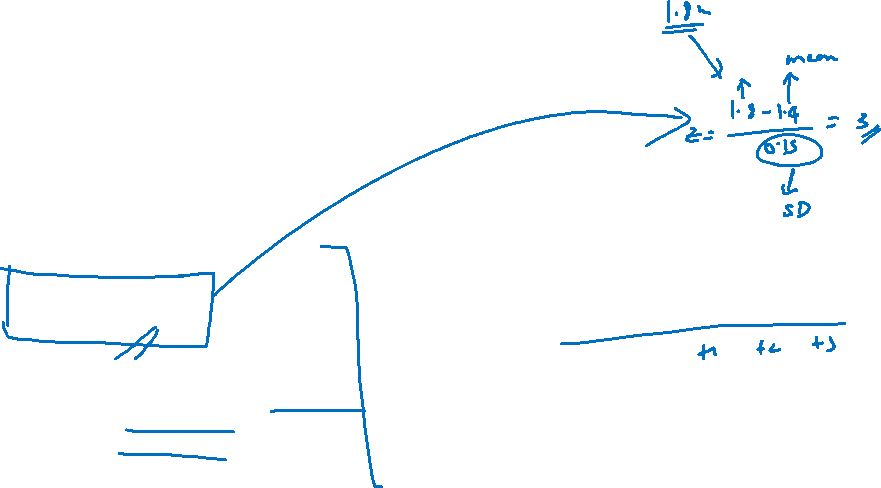 1.8m
mean
z = 1.8 - 1.4 = 3
0.15
SD
+1 +2 +3